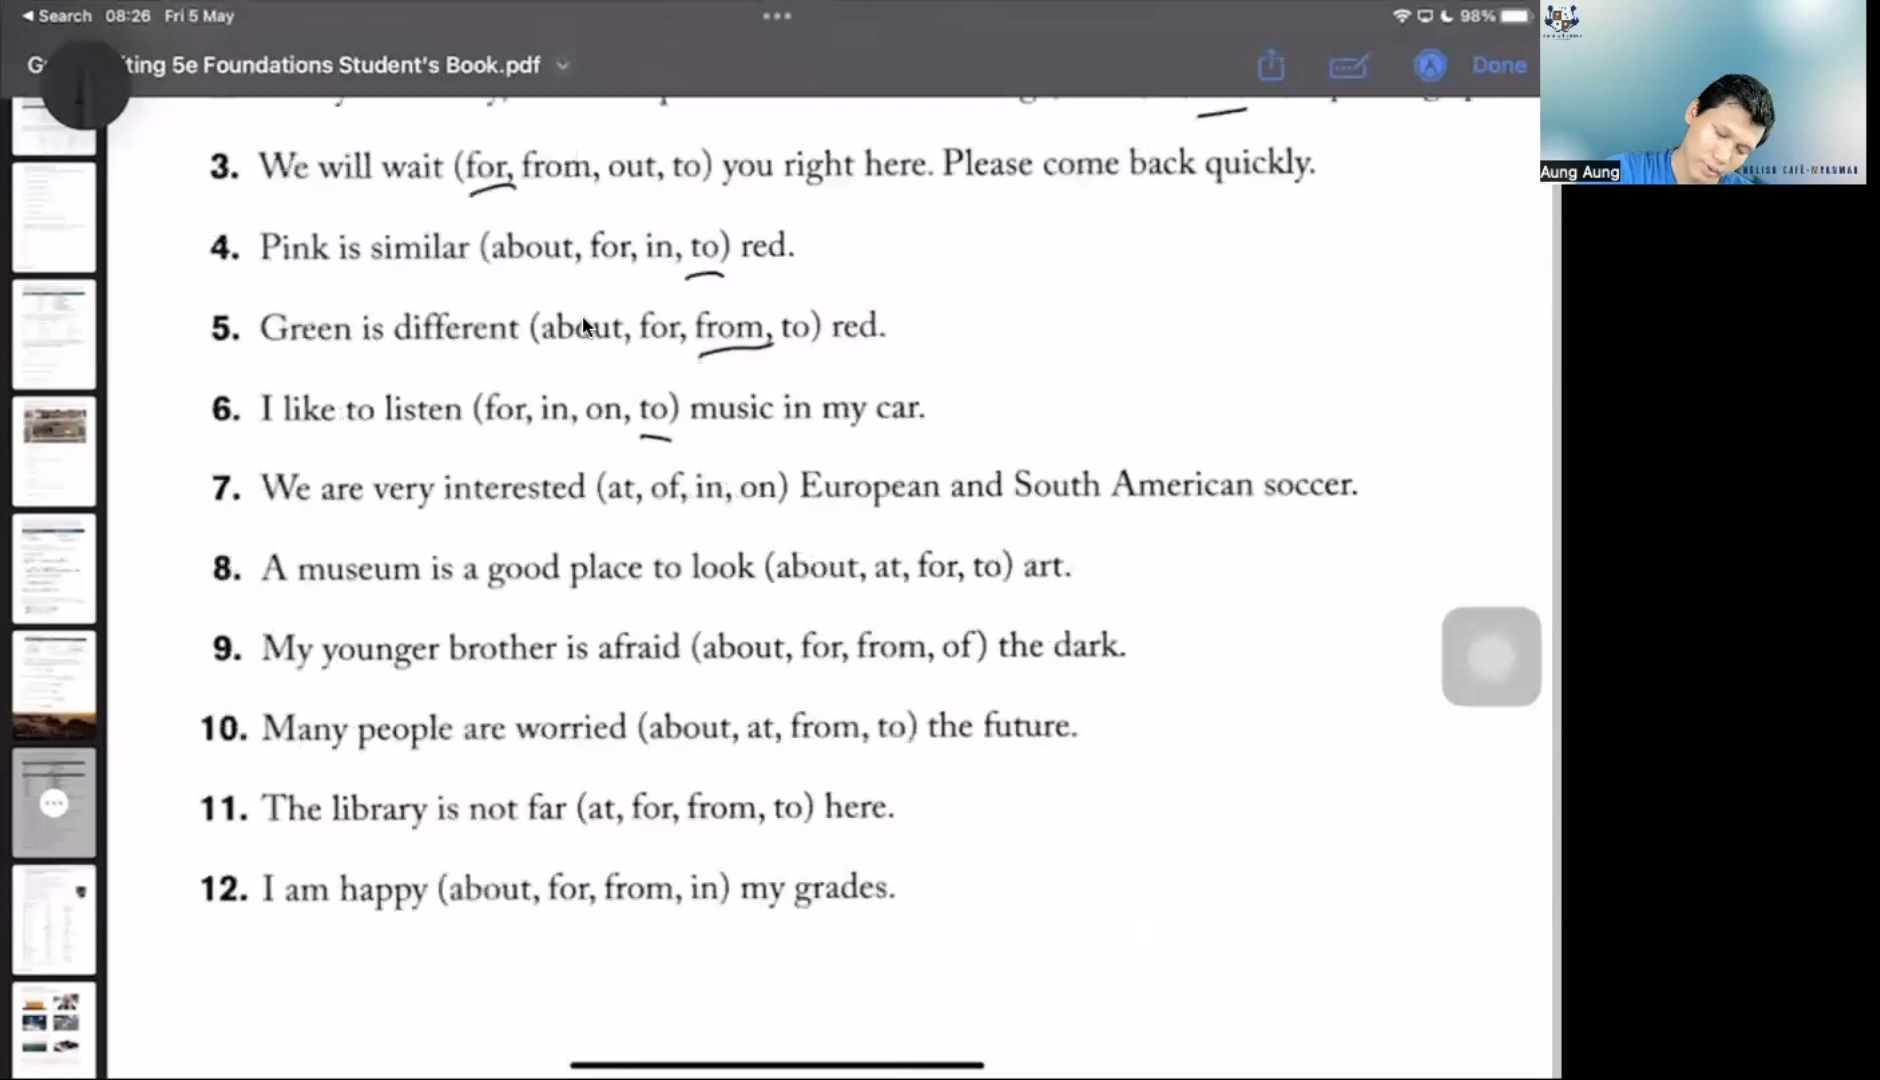 Search 08:26 Fri 5 May
98%
ting 5e Foundations Student's Book.pdf
Done
3. We will wait (for, from, out, to) you right here. Please come back quickly.
4. Pink is similar (about, for, in, to) red.
5. Green is different (about, for, from, to) red.
6. I like to listen (for, in, on, to) music in my car.
7. We are very interested (at, of, in, on) European and South American soccer.
8. A museum is a good place to look (about, at, for, to) art.
9. My younger brother is afraid (about, for, from, of) the dark.
10. Many people are worried (about, at, from, to) the future.
11. The library is not far (at, for, from, to) here.
12. I am happy (about, for, from, in) my grades.
Aung Aung
CAFÉ-MYANMAR